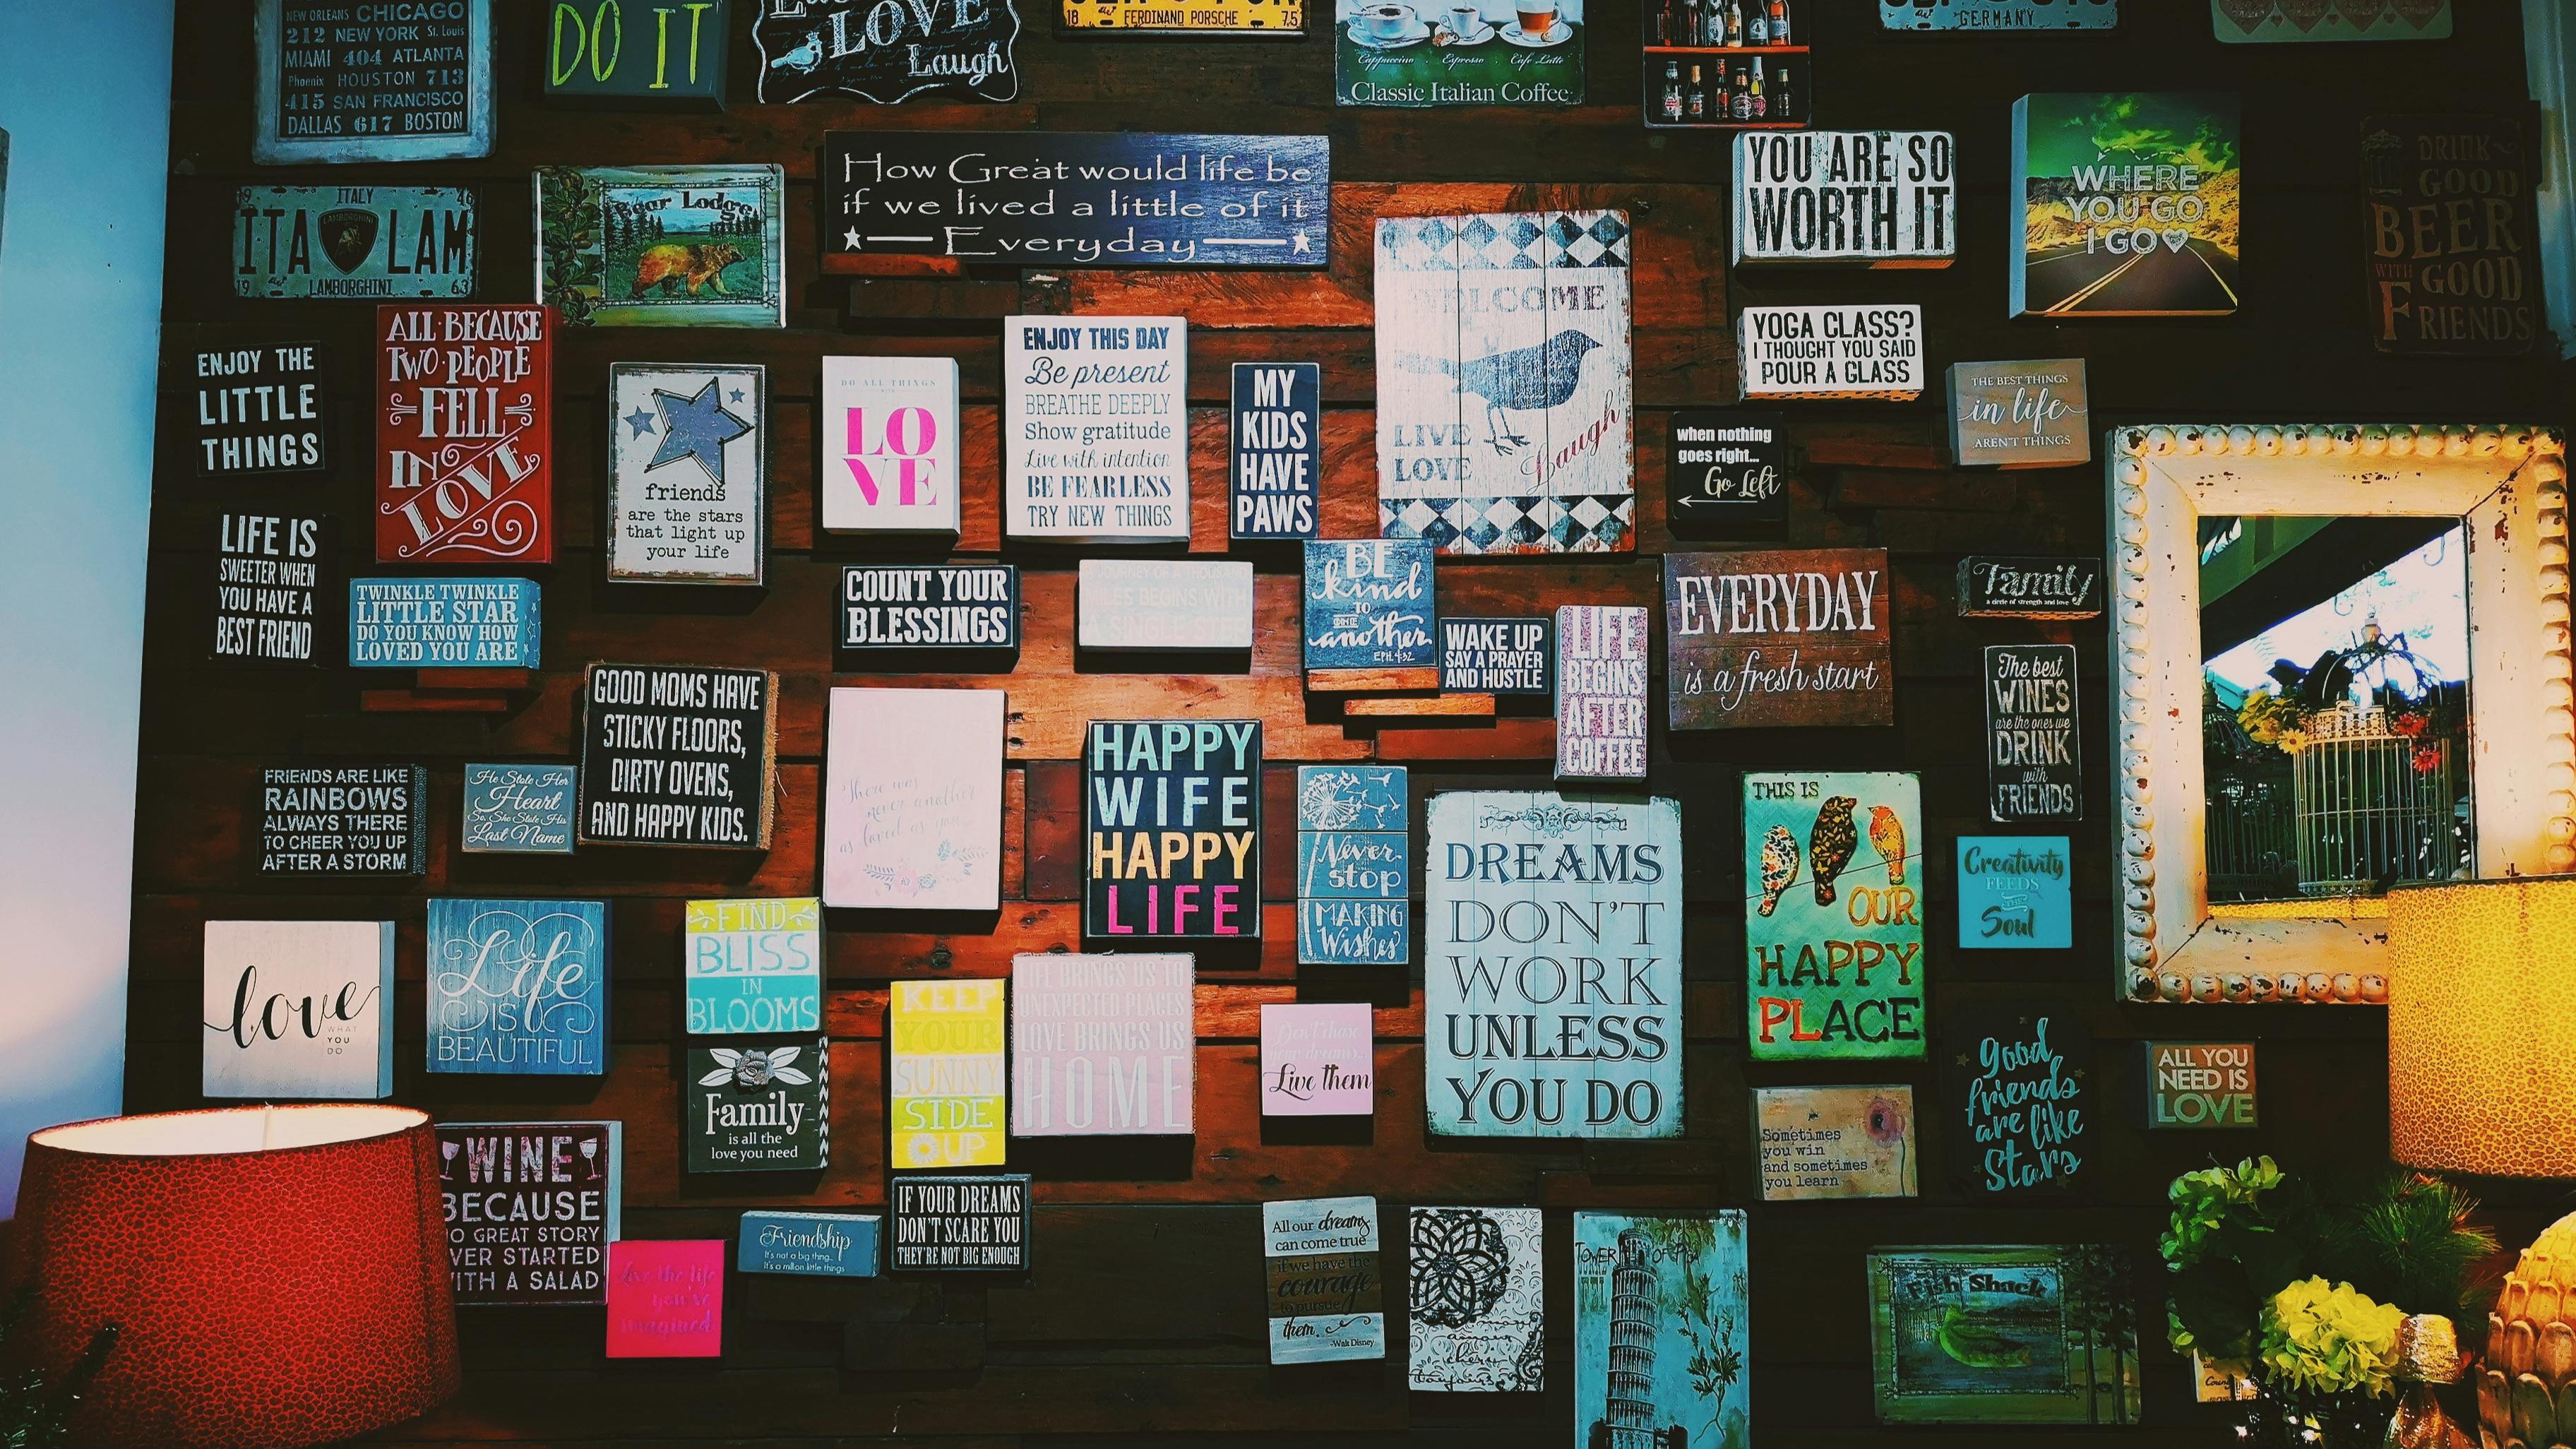 NEW ORLEANS CHICAGO
212 NEW YORK St. Louis
MIAMI 404 ATLANTA
Phoenix HOUSTON 713
415 SAN FRANCISCO
DALLAS 617 BOSTON
DO IT
LOVE
Laugh
18 FERDINAND PORSCHE 75
Cappuccino Espresso Cafe Latte
Classic Italian Coffee
GERMANY
ITALY
19 46
ITA LAM
LAMBORGHINI
19 LAMBORGHINI 63
Bear Lodge
How Great would life be
if we lived a little of it
Everyday
YOU ARE SO
WORTH IT
WHERE
YOU GO
I GO
DRINK
GOOD
BEER
WITH GOOD
FRIENDS
ENJOY THE
LITTLE
THINGS
ALL BECAUSE
TWO PEOPLE
FELL
IN
LOVE
friends
are the stars
that light up
your life
DO ALL THINGS
LO
VE
ENJOY THIS DAY
Be present
BREATHE DEEPLY
Show gratitude
Live with intention
BE FEARLESS
TRY NEW THINGS
MY
KIDS
HAVE
PAWS
WELCOME
LIVE
LOVE
Laugh
YOGA CLASS?
I THOUGHT YOU SAID
POUR A GLASS
THE BEST THINGS
in life
AREN'T THINGS
when nothing
goes right...
Go Left
LIFE IS
SWEETER WHEN
YOU HAVE A
BEST FRIEND
TWINKLE TWINKLE
LITTLE STAR
DO YOU KNOW HOW
LOVED YOU ARE
COUNT YOUR
BLESSINGS
JOURNEY OF A THOUSAND
MILES BEGINS WITH
BE
kind
TO
ONE
another
EPH. 4:32
WAKE UP
SAY A PRAYER
AND HUSTLE
LIFE
BEGINS
AFTER
COFFEE
EVERYDAY
is a fresh start
Family
a circle of strength and love
The best
WINES
are the ones we
DRINK
with
FRIENDS
GOOD MOMS HAVE
STICKY FLOORS,
DIRTY OVENS,
AND HAPPY KIDS.
FRIENDS ARE LIKE
RAINBOWS
ALWAYS THERE
TO CHEER YOU UP
AFTER A STORM
He Stole Her
Heart
So, She Stole His
Last Name
There was
never another
as loved as you
HAPPY
WIFE
HAPPY
LIFE
Never
stop
MAKING
Wishes
DREAMS
DON'T
WORK
UNLESS
YOU DO
THIS IS
OUR
HAPPY
PLACE
Creativity
FEEDS
THE
Soul
love
WHAT
YOU
DO
Life
IS
BEAUTIFUL
FIND
BLISS
IN
BLOOMS
KEEP
YOUR
SUNNY
SIDE
UP
LIFE BRINGS US TO
UNEXPECTED PLACES
LOVE BRINGS US
HOME
Don't chase
your dreams...
Live them
Family
is all the
love you need
Sometimes
you win
and sometimes
you learn
good
friends
are like
Stars
ALL YOU
NEED IS
LOVE
WINE
BECAUSE
NO GREAT STORY
EVER STARTED
WITH A SALAD
Live the life
you've
imagined
Friendship
It's not a big thing...
It's a million little things
IF YOUR DREAMS
DON'T SCARE YOU
THEY'RE NOT BIG ENOUGH
All our dreams
can come true
if we have the
courage
to pursue
them.
-Walt Disney
TOWER OF PISA
Fish Shack